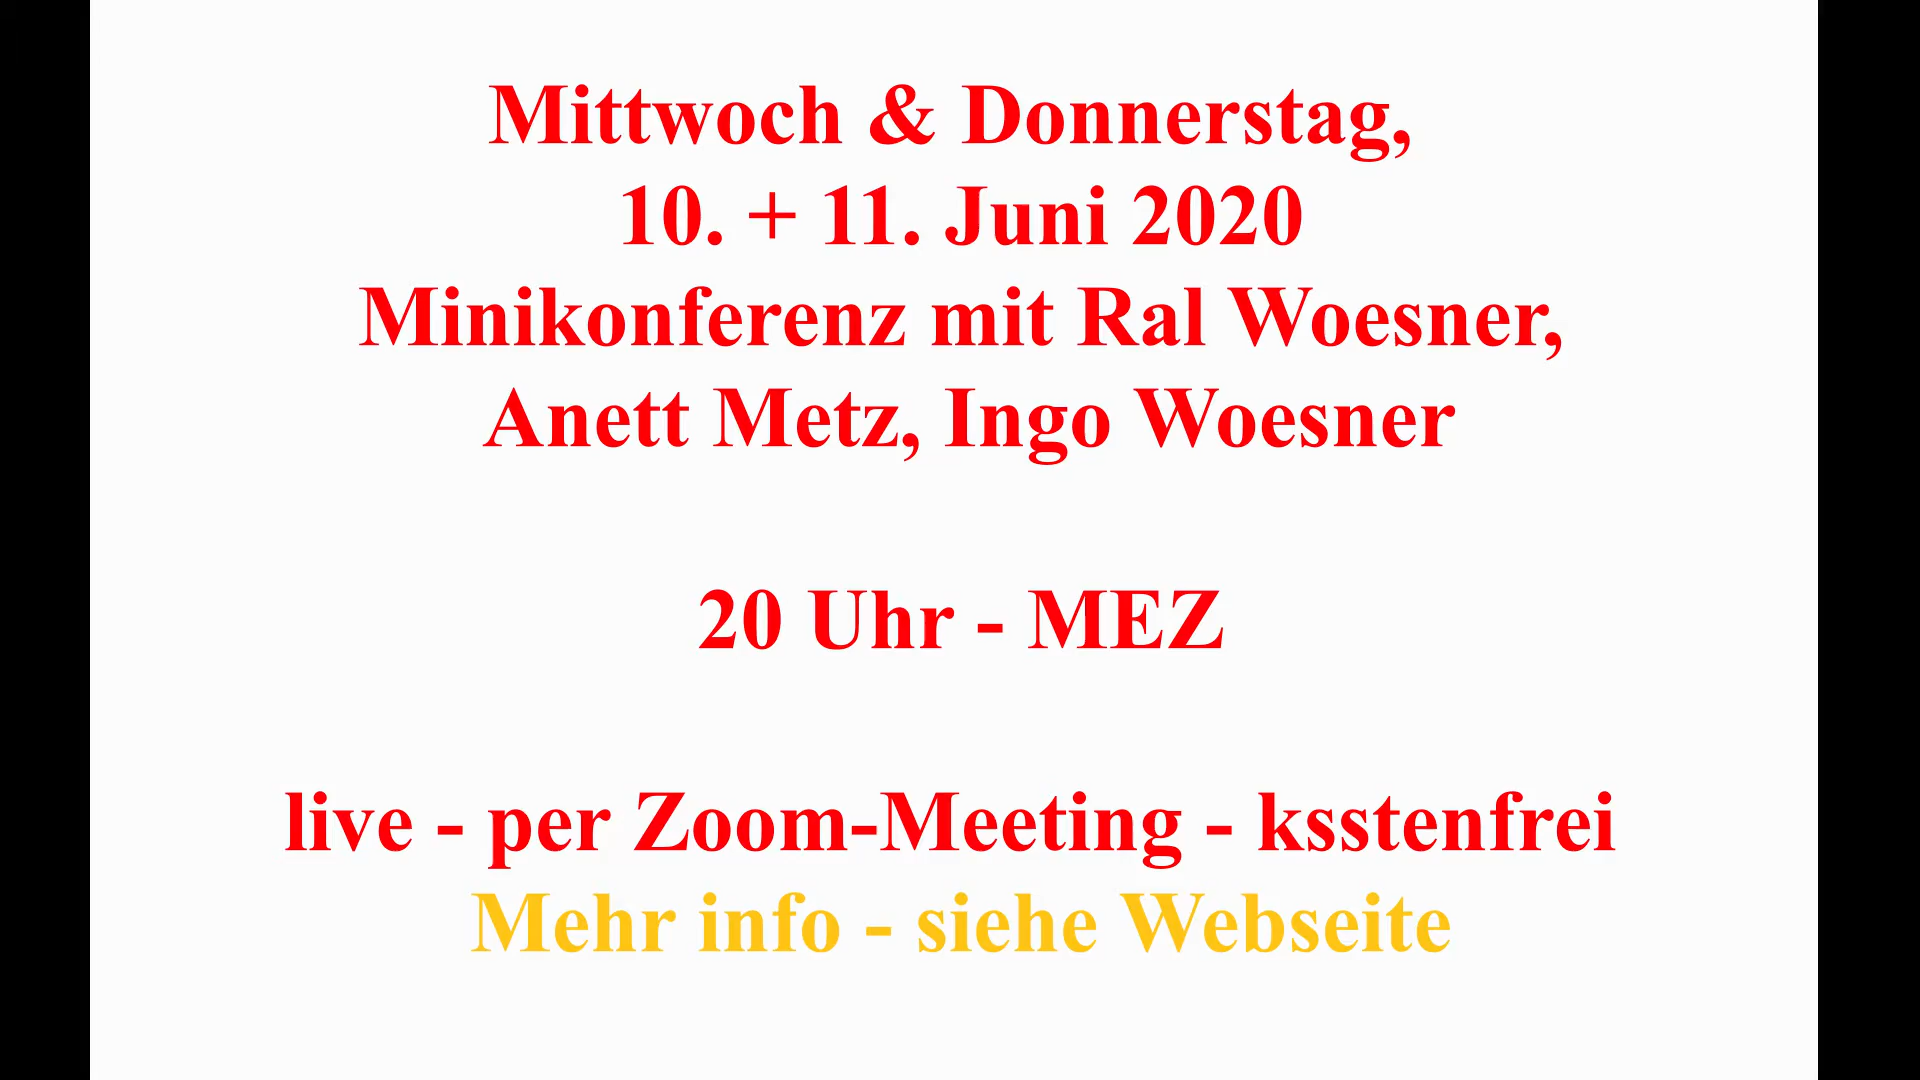 Mittwoch & Donnerstag,
10. + 11. Juni 2020
Minikonferenz mit Ral Woesner,
Anett Metz, Ingo Woesner
20 Uhr - MEZ
live - per Zoom-Meeting - ksstenfrei
Mehr info - siehe Webseite